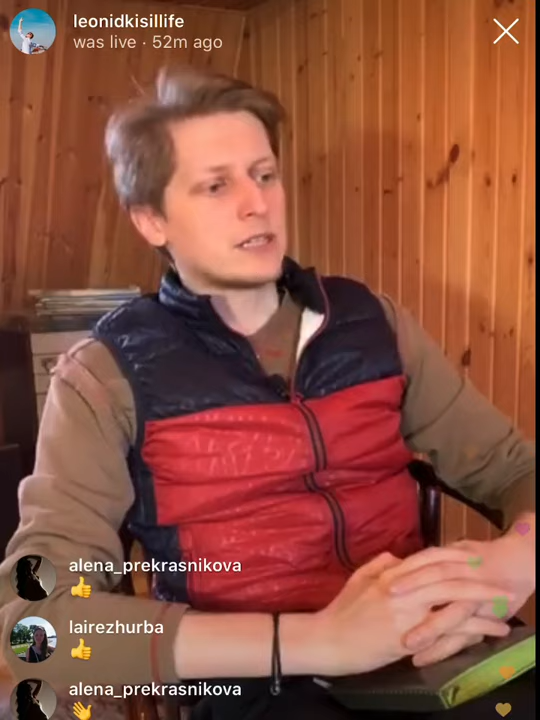 leonidkisillife
was live · 52m ago
alena_prekrasnikova
👍
lairezhurba
👍
alena_prekrasnikova
👋